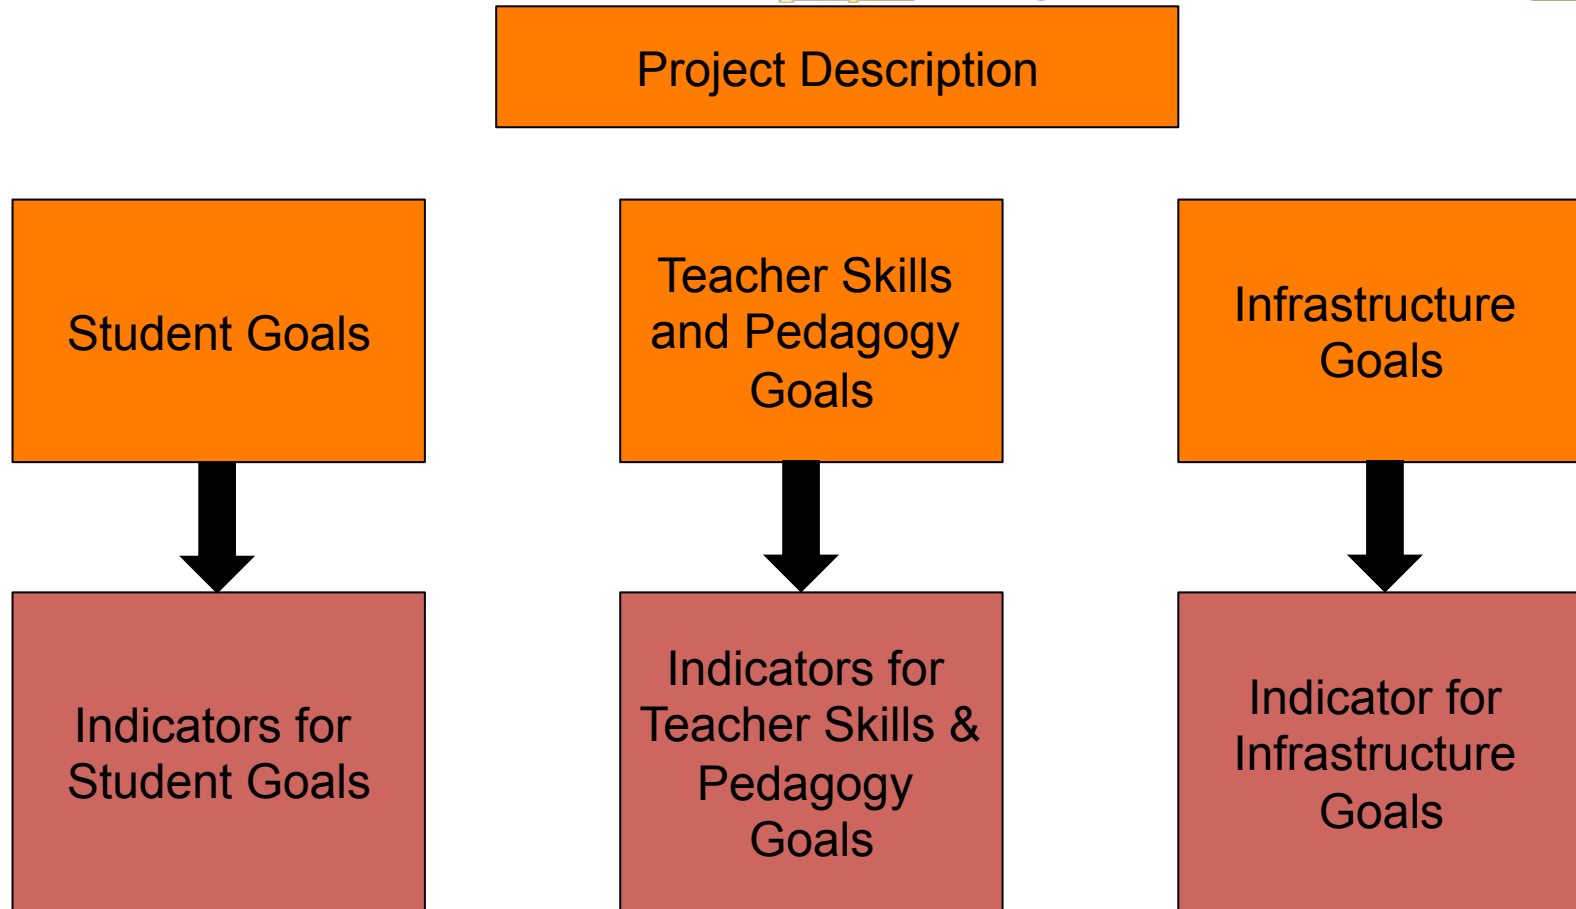 Project Description
Student Goals
Teacher Skills
and Pedagogy
Goals
Infrastructure
Goals
Indicators for
Student Goals
Indicators for
Teacher Skills &
Pedagogy
Goals
Indicator for
Infrastructure
Goals